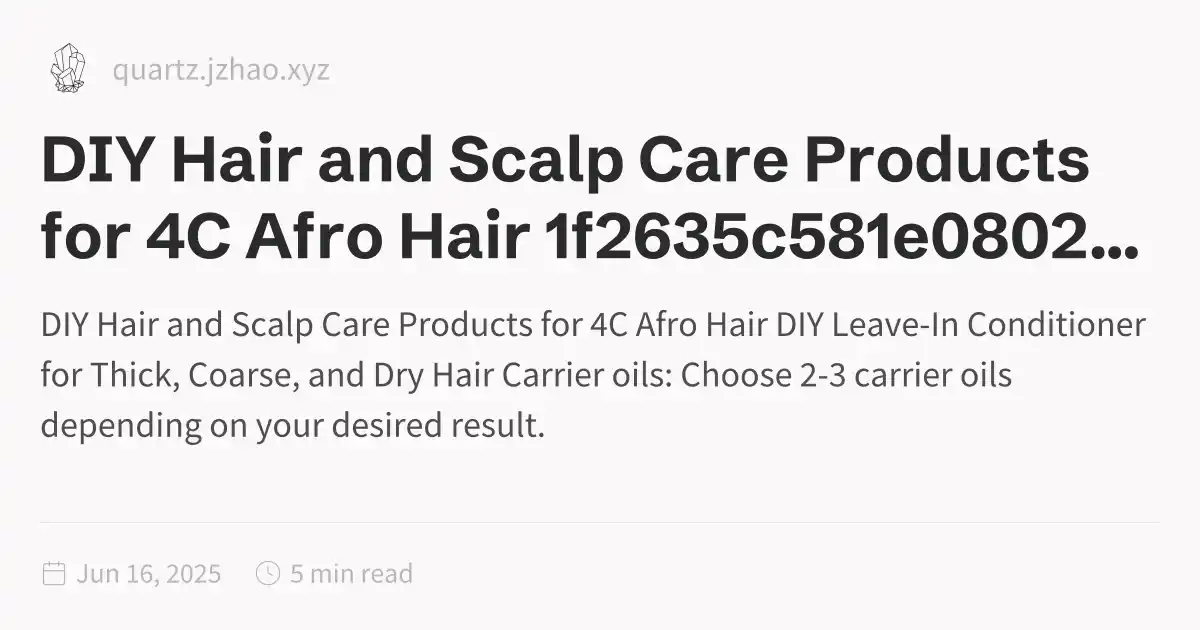 quartz.jzhao.xyz
DIY Hair and Scalp Care Products
for 4C Afro Hair 1f2635c581e0802...
DIY Hair and Scalp Care Products for 4C Afro Hair DIY Leave-In Conditioner
for Thick, Coarse, and Dry Hair Carrier oils: Choose 2-3 carrier oils
depending on your desired result.
Jun 16, 2025 5 min read